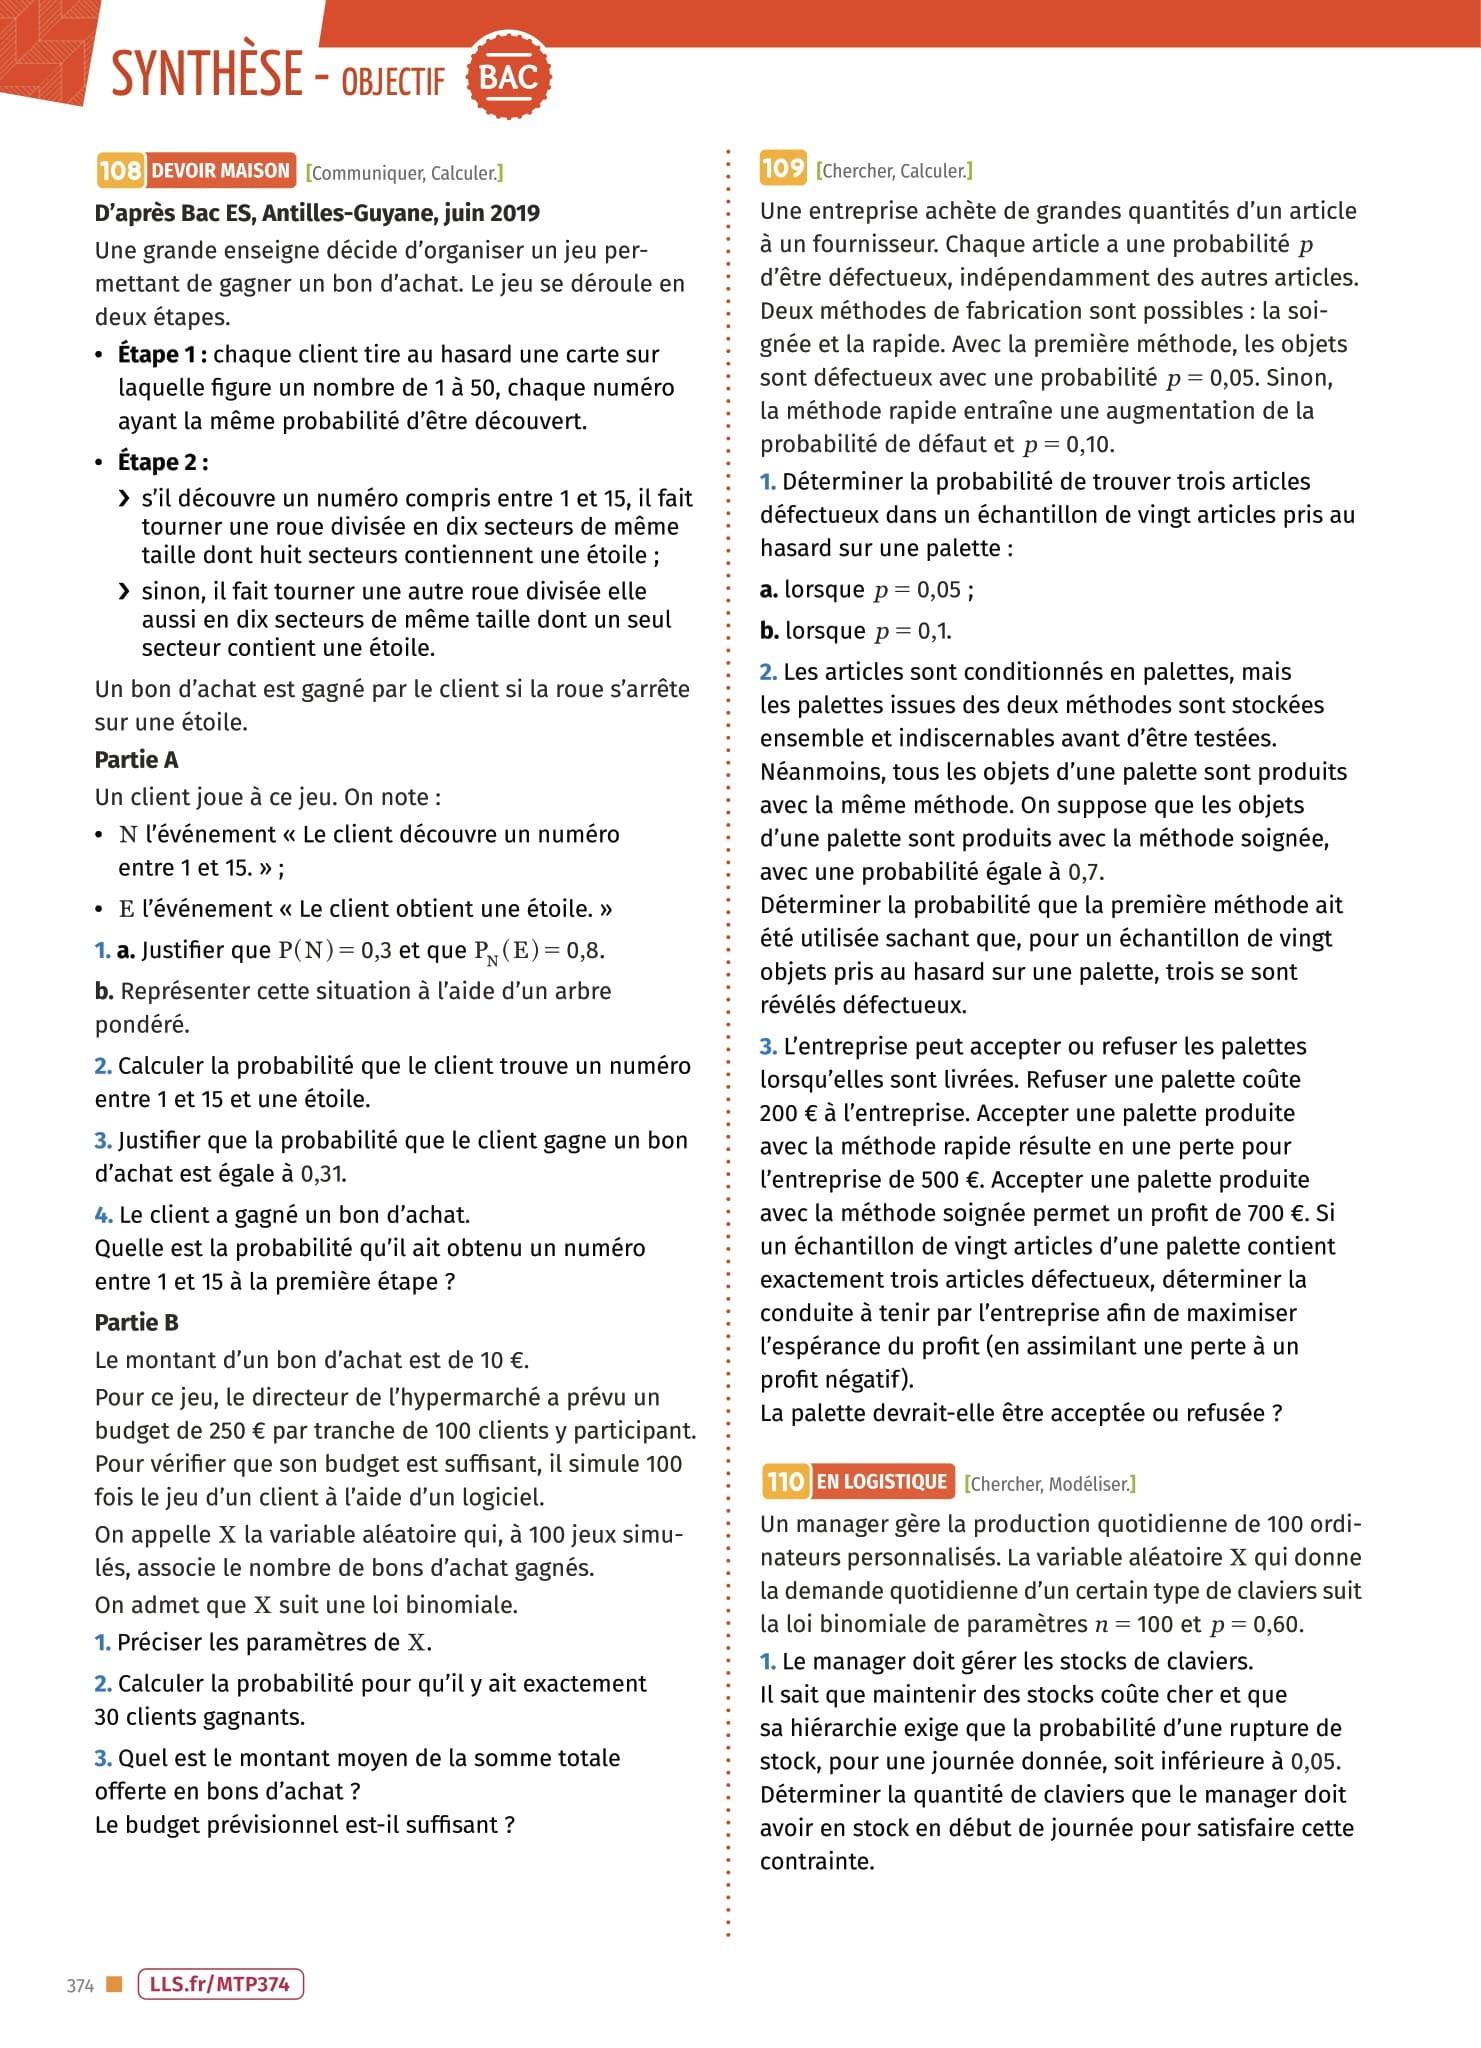 SYNTHÈSE - OBJECTIF BAC
108 DEVOIR MAISON [Communiquer, Calculer.]
D’après Bac ES, Antilles-Guyane, juin 2019
Une grande enseigne décide d’organiser un jeu per-
mettant de gagner un bon d’achat. Le jeu se déroule en
deux étapes.
• Étape 1 : chaque client tire au hasard une carte sur
laquelle figure un nombre de 1 à 50, chaque numéro
ayant la même probabilité d’être découvert.
• Étape 2 :
❯ s’il découvre un numéro compris entre 1 et 15, il fait
tourner une roue divisée en dix secteurs de même
taille dont huit secteurs contiennent une étoile ;
❯ sinon, il fait tourner une autre roue divisée elle
aussi en dix secteurs de même taille dont un seul
secteur contient une étoile.
Un bon d’achat est gagné par le client si la roue s’arrête
sur une étoile.
Partie A
Un client joue à ce jeu. On note :
• N l’événement « Le client découvre un numéro
entre 1 et 15. » ;
• E l’événement « Le client obtient une étoile. »
1. a. Justifier que P(N) = 0,3 et que P_N(E) = 0,8.
b. Représenter cette situation à l’aide d’un arbre
pondéré.
2. Calculer la probabilité que le client trouve un numéro
entre 1 et 15 et une étoile.
3. Justifier que la probabilité que le client gagne un bon
d’achat est égale à 0,31.
4. Le client a gagné un bon d’achat.
Quelle est la probabilité qu’il ait obtenu un numéro
entre 1 et 15 à la première étape ?
Partie B
Le montant d’un bon d’achat est de 10 €.
Pour ce jeu, le directeur de l’hypermarché a prévu un
budget de 250 € par tranche de 100 clients y participant.
Pour vérifier que son budget est suffisant, il simule 100
fois le jeu d’un client à l’aide d’un logiciel.
On appelle X la variable aléatoire qui, à 100 jeux simu-
lés, associe le nombre de bons d’achat gagnés.
On admet que X suit une loi binomiale.
1. Préciser les paramètres de X.
2. Calculer la probabilité pour qu’il y ait exactement
30 clients gagnants.
3. Quel est le montant moyen de la somme totale
offerte en bons d’achat ?
Le budget prévisionnel est-il suffisant ?
109 [Chercher, Calculer.]
Une entreprise achète de grandes quantités d’un article
à un fournisseur. Chaque article a une probabilité p
d’être défectueux, indépendamment des autres articles.
Deux méthodes de fabrication sont possibles : la soi-
gnée et la rapide. Avec la première méthode, les objets
sont défectueux avec une probabilité p = 0,05. Sinon,
la méthode rapide entraîne une augmentation de la
probabilité de défaut et p = 0,10.
1. Déterminer la probabilité de trouver trois articles
défectueux dans un échantillon de vingt articles pris au
hasard sur une palette :
a. lorsque p = 0,05 ;
b. lorsque p = 0,1.
2. Les articles sont conditionnés en palettes, mais
les palettes issues des deux méthodes sont stockées
ensemble et indiscernables avant d’être testées.
Néanmoins, tous les objets d’une palette sont produits
avec la même méthode. On suppose que les objets
d’une palette sont produits avec la méthode soignée,
avec une probabilité égale à 0,7.
Déterminer la probabilité que la première méthode ait
été utilisée sachant que, pour un échantillon de vingt
objets pris au hasard sur une palette, trois se sont
révélés défectueux.
3. L’entreprise peut accepter ou refuser les palettes
lorsqu’elles sont livrées. Refuser une palette coûte
200 € à l’entreprise. Accepter une palette produite
avec la méthode rapide résulte en une perte pour
l’entreprise de 500 €. Accepter une palette produite
avec la méthode soignée permet un profit de 700 €. Si
un échantillon de vingt articles d’une palette contient
exactement trois articles défectueux, déterminer la
conduite à tenir par l’entreprise afin de maximiser
l’espérance du profit (en assimilant une perte à un
profit négatif).
La palette devrait-elle être acceptée ou refusée ?
110 EN LOGISTIQUE [Chercher, Modéliser.]
Un manager gère la production quotidienne de 100 ordi-
nateurs personnalisés. La variable aléatoire X qui donne
la demande quotidienne d’un certain type de claviers suit
la loi binomiale de paramètres n = 100 et p = 0,60.
1. Le manager doit gérer les stocks de claviers.
Il sait que maintenir des stocks coûte cher et que
sa hiérarchie exige que la probabilité d’une rupture de
stock, pour une journée donnée, soit inférieure à 0,05.
Déterminer la quantité de claviers que le manager doit
avoir en stock en début de journée pour satisfaire cette
contrainte.
374 LLS.fr/MTP374